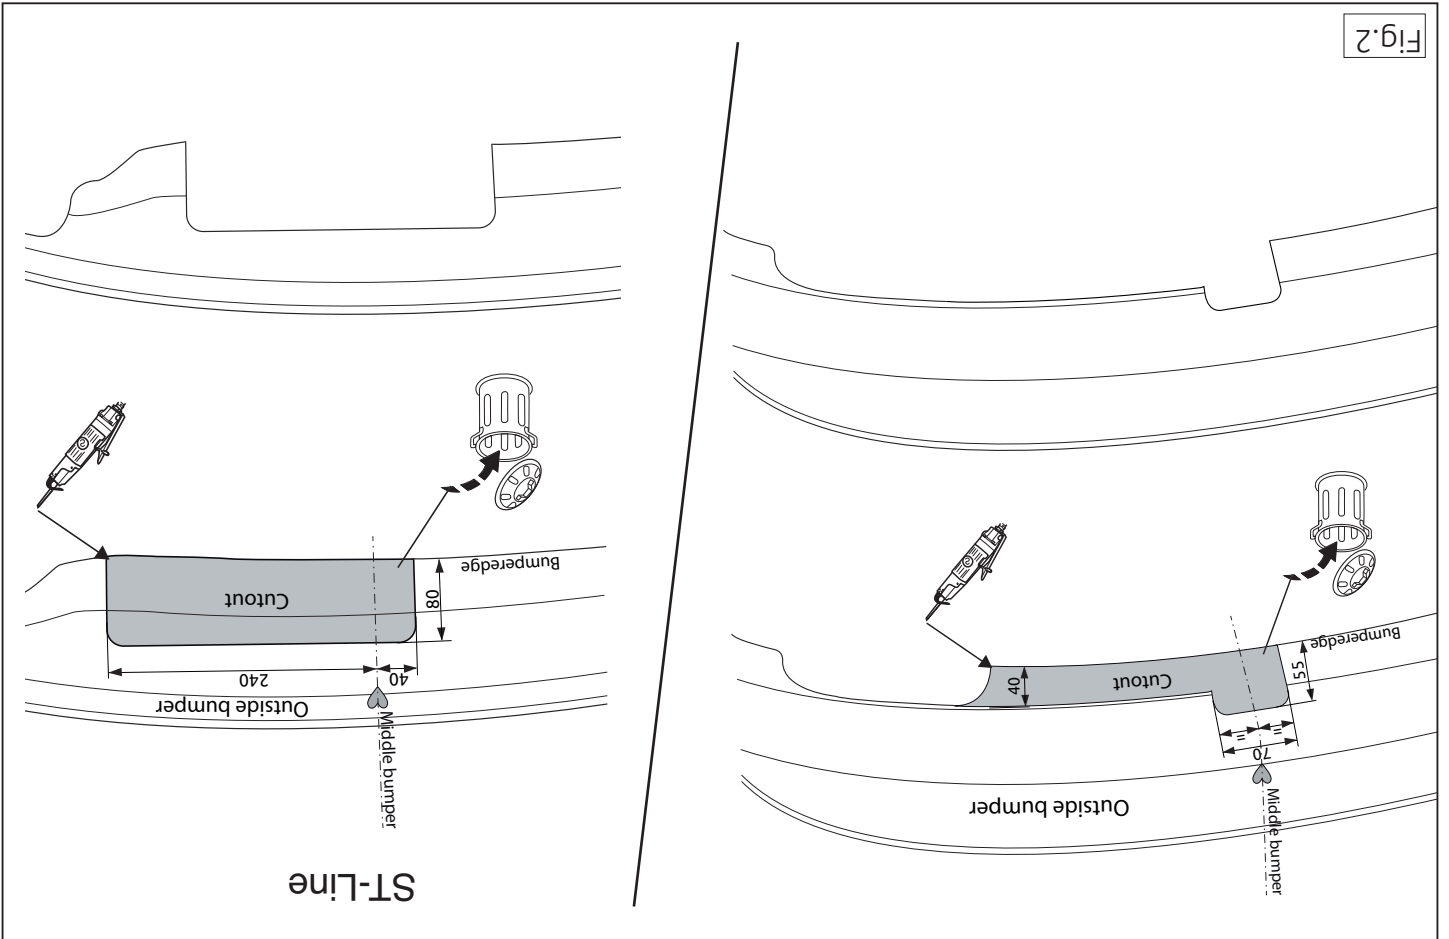 Fig.2
Middle bumper
Outside bumper
70
=
=
55
40
Cutout
Bumperedge
ST-Line
Middle bumper
Outside bumper
40
240
80
Cutout
Bumperedge